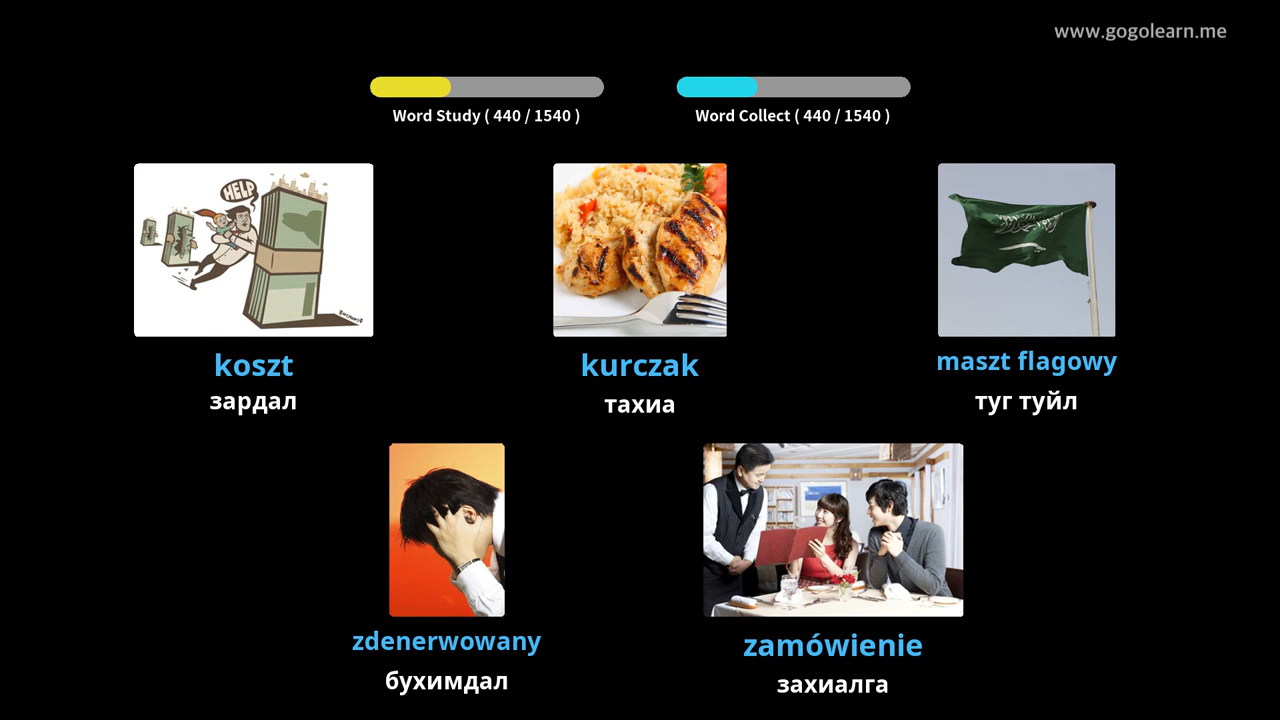 www.gogolearn.me
Word Study ( 440 / 1540 )
Word Collect ( 440 / 1540 )
HELP
koszt
зардал
kurczak
тахиа
maszt flagowy
туг туйл
zdenerwowany
бухимдал
zamówienie
захиалга